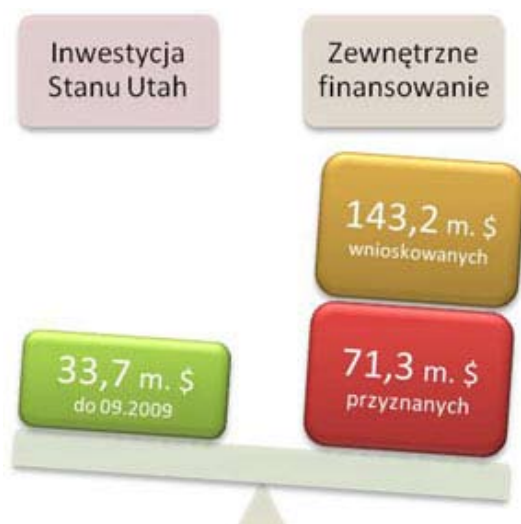 Inwestycja
Stanu Utah
Zewnętrzne
finansowanie
143,2 m. $
wnioskowanych
33,7 m. $
do 09.2009
71,3 m. $
przyznanych